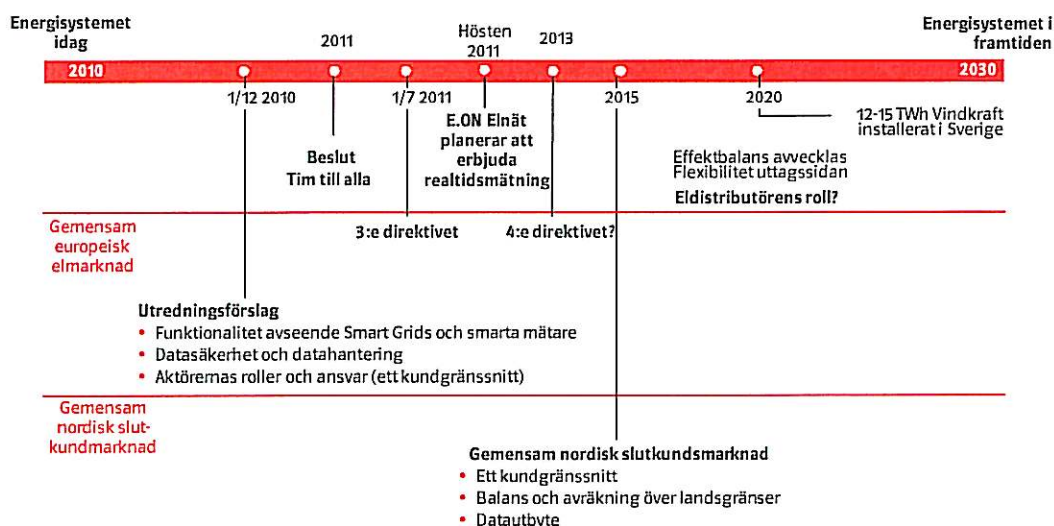 Energisystemet
idag
Energisystemet i
framtiden
2011
Hösten
2011
2013
2010
2030
1/12 2010
1/7 2011
2015
2020
Beslut
Tim till alla
E.ON Elnät
planerar att
erbjuda
realtidsmätning
12-15 TWh Vindkraft
installerat i Sverige
Effektbalans avvecklas
Flexibilitet uttagssidan
Eldistributörens roll?
Gemensam
europeisk
elmarknad
3:e direktivet
4:e direktivet?
Utredningsförslag
• Funktionalitet avseende Smart Grids och smarta mätare
• Datasäkerhet och datahantering
• Aktörernas roller och ansvar (ett kundgränssnitt)
Gemensam
nordisk slut-
kundmarknad
Gemensam nordisk slutkundsmarknad
• Ett kundgränssnitt
• Balans och avräkning över landsgränser
• Datautbyte